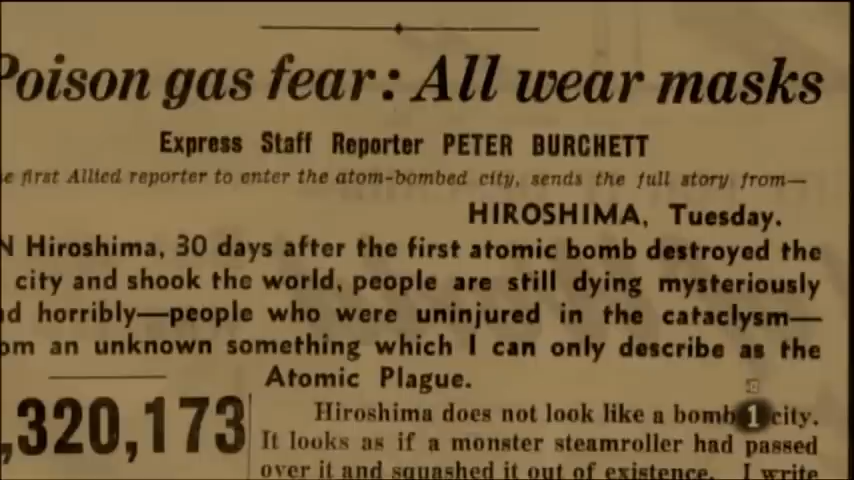 Poison gas fear: All wear masks
Express Staff Reporter PETER BURCHETT
e first Allied reporter to enter the atom-bombed city, sends the full story from—
HIROSHIMA, Tuesday.
N Hiroshima, 30 days after the first atomic bomb destroyed the
city and shook the world, people are still dying mysteriously
d horribly—people who were uninjured in the cataclysm—
om an unknown something which I can only describe as the
Atomic Plague.
,320,173
Hiroshima does not look like a bomb city.
It looks as if a monster steamroller had passed
over it and squashed it out of existence. I write
1